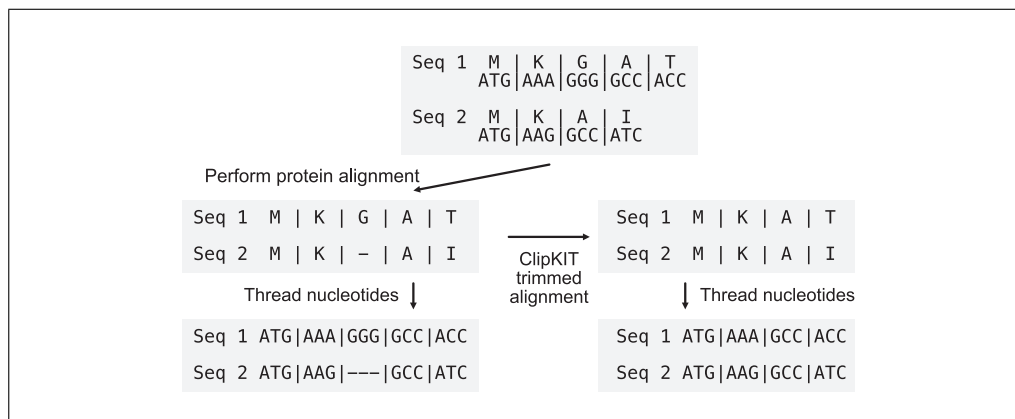 Seq 1 M | K | G | A | T
ATG|AAA|GGG|GCC|ACC
Seq 2 M | K | A | I
ATG|AAG|GCC|ATC
Perform protein alignment
Seq 1 M | K | G | A | T
Seq 2 M | K | – | A | I
ClipKIT
trimmed
alignment
Seq 1 M | K | A | T
Seq 2 M | K | A | I
Thread nucleotides
Thread nucleotides
Seq 1 ATG|AAA|GGG|GCC|ACC
Seq 2 ATG|AAG|---|GCC|ATC
Seq 1 ATG|AAA|GCC|ACC
Seq 2 ATG|AAG|GCC|ATC